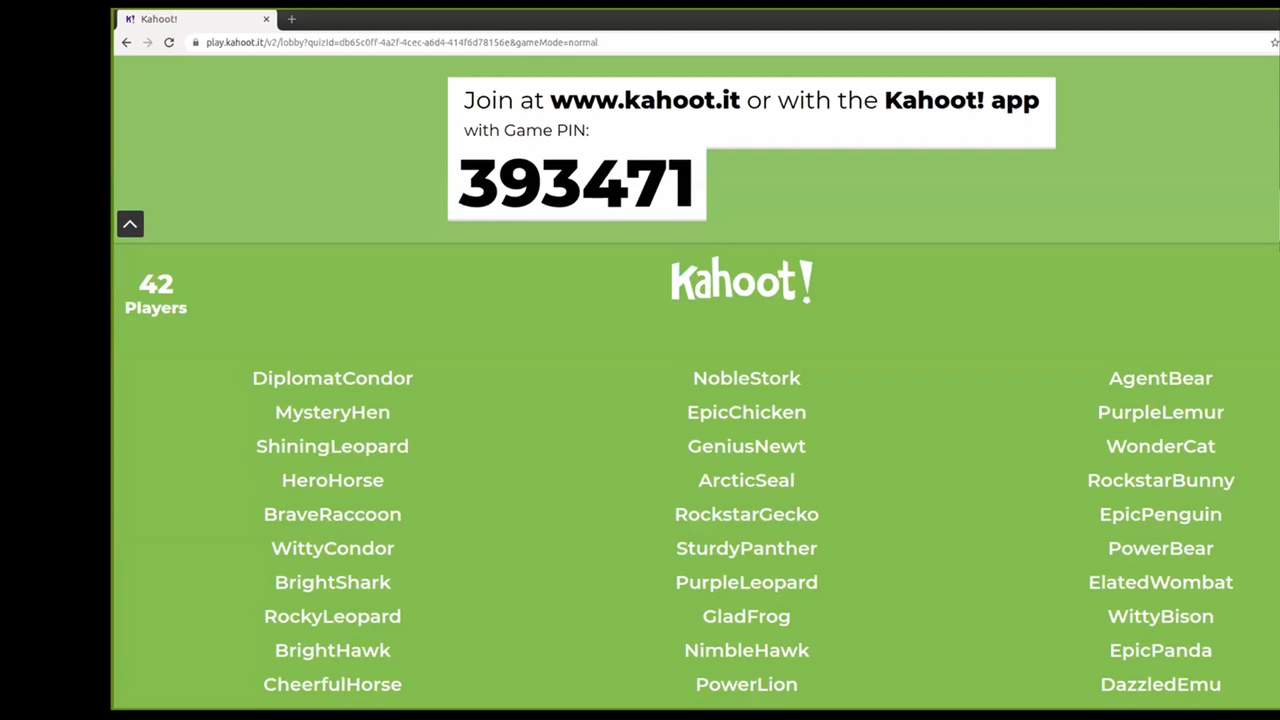 Kahoot!
play.kahoot.it/v2/lobby?quizId=db65c0ff-4a2f-4cec-a6d4-414f6d78156e&gameMode=normal
Join at www.kahoot.it or with the Kahoot! app
with Game PIN:
393471
42
Players
Kahoot!
DiplomatCondor NobleStork AgentBear
MysteryHen EpicChicken PurpleLemur
ShiningLeopard GeniusNewt WonderCat
HeroHorse ArcticSeal RockstarBunny
BraveRaccoon RockstarGecko EpicPenguin
WittyCondor SturdyPanther PowerBear
BrightShark PurpleLeopard ElatedWombat
RockyLeopard GladFrog WittyBison
BrightHawk NimbleHawk EpicPanda
CheerfulHorse PowerLion DazzledEmu